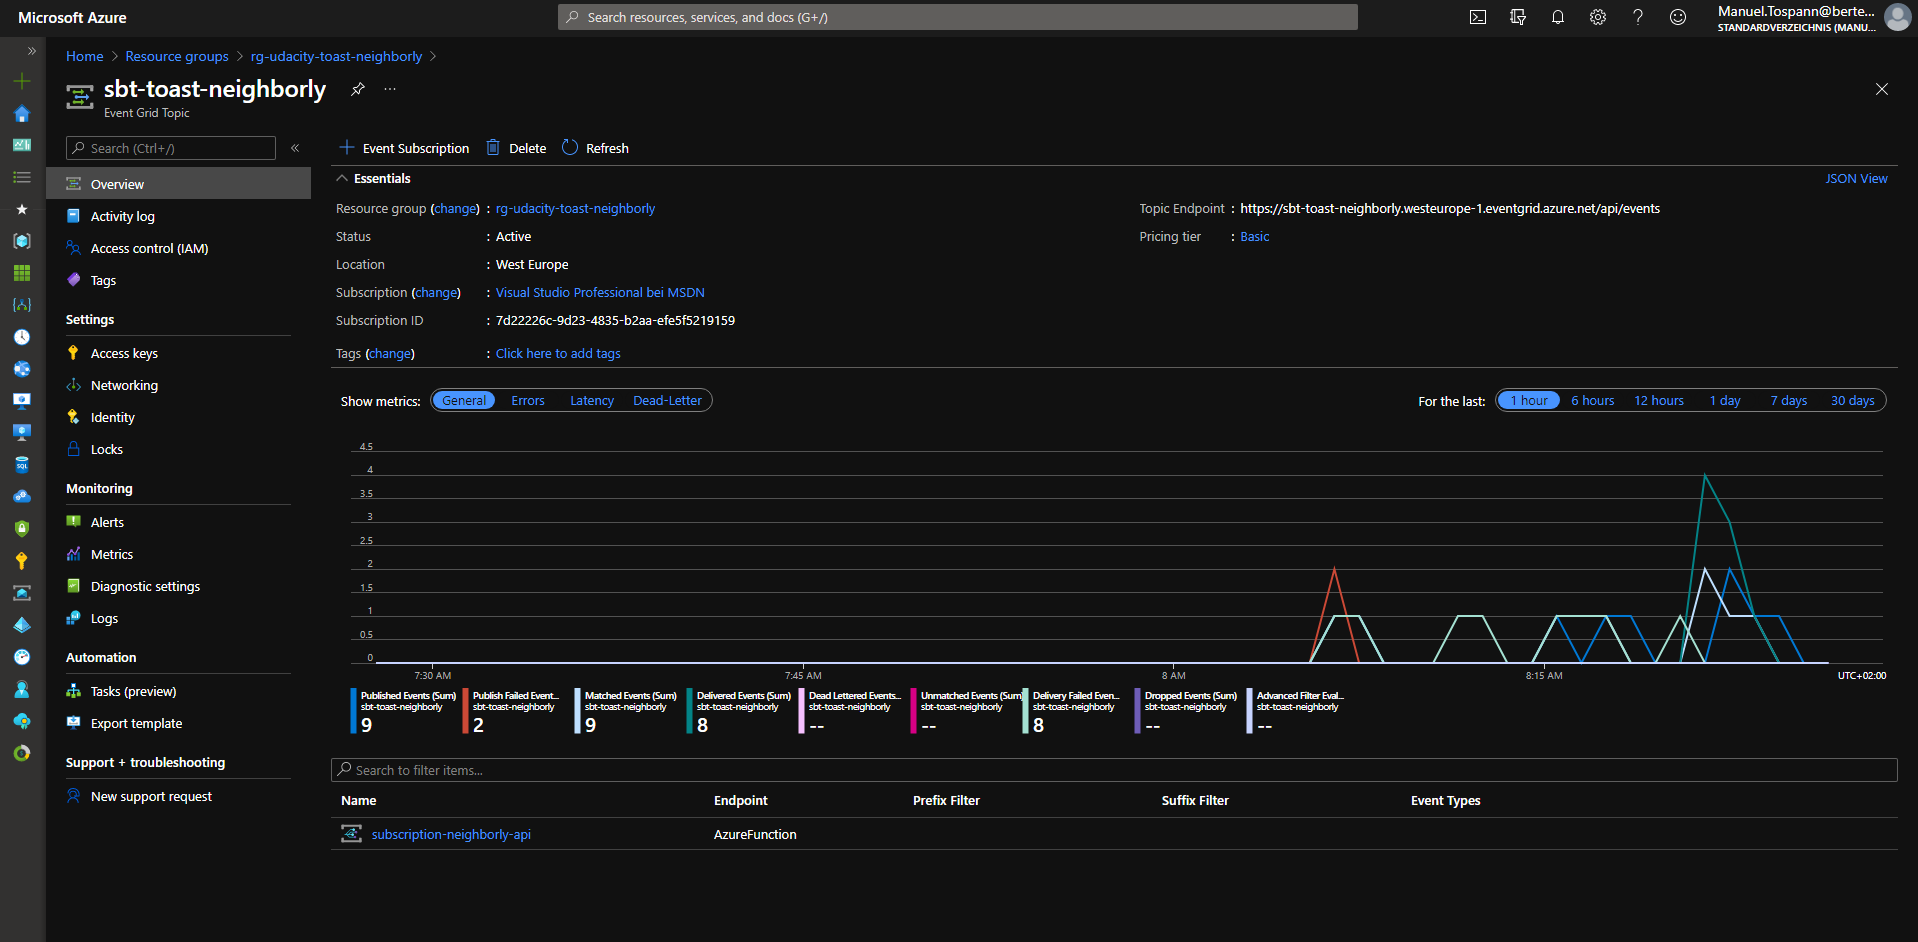 Microsoft Azure
Search resources, services, and docs (G+/)
Manuel.Tospann@berte...
STANDARDVERZEICHNIS (MANU...
Home > Resource groups > rg-udacity-toast-neighborly >
sbt-toast-neighborly
Event Grid Topic
Search (Ctrl+/)
Overview
Activity log
Access control (IAM)
Tags
Settings
Access keys
Networking
Identity
Locks
Monitoring
Alerts
Metrics
Diagnostic settings
Logs
Automation
Tasks (preview)
Export template
Support + troubleshooting
New support request
Event Subscription Delete Refresh
Essentials
JSON View
Resource group (change) : rg-udacity-toast-neighborly
Status : Active
Location : West Europe
Subscription (change) : Visual Studio Professional bei MSDN
Subscription ID : 7d22226c-9d23-4835-b2aa-efe5f5219159
Tags (change) : Click here to add tags
Topic Endpoint : https://sbt-toast-neighborly.westeurope-1.eventgrid.azure.net/api/events
Pricing tier : Basic
Show metrics: General Errors Latency Dead-Letter
For the last: 1 hour 6 hours 12 hours 1 day 7 days 30 days
4.5
4
3.5
3
2.5
2
1.5
1
0.5
0
7:30 AM 7:45 AM 8 AM 8:15 AM UTC+02:00
Published Events (Sum)
sbt-toast-neighborly
9
Publish Failed Event...
sbt-toast-neighborly
2
Matched Events (Sum)
sbt-toast-neighborly
9
Delivered Events (Sum)
sbt-toast-neighborly
8
Dead Lettered Events...
sbt-toast-neighborly
--
Unmatched Events (Sum)
sbt-toast-neighborly
--
Delivery Failed Even...
sbt-toast-neighborly
8
Dropped Events (Sum)
sbt-toast-neighborly
--
Advanced Filter Eval...
sbt-toast-neighborly
--
Search to filter items...
Name Endpoint Prefix Filter Suffix Filter Event Types
subscription-neighborly-api AzureFunction